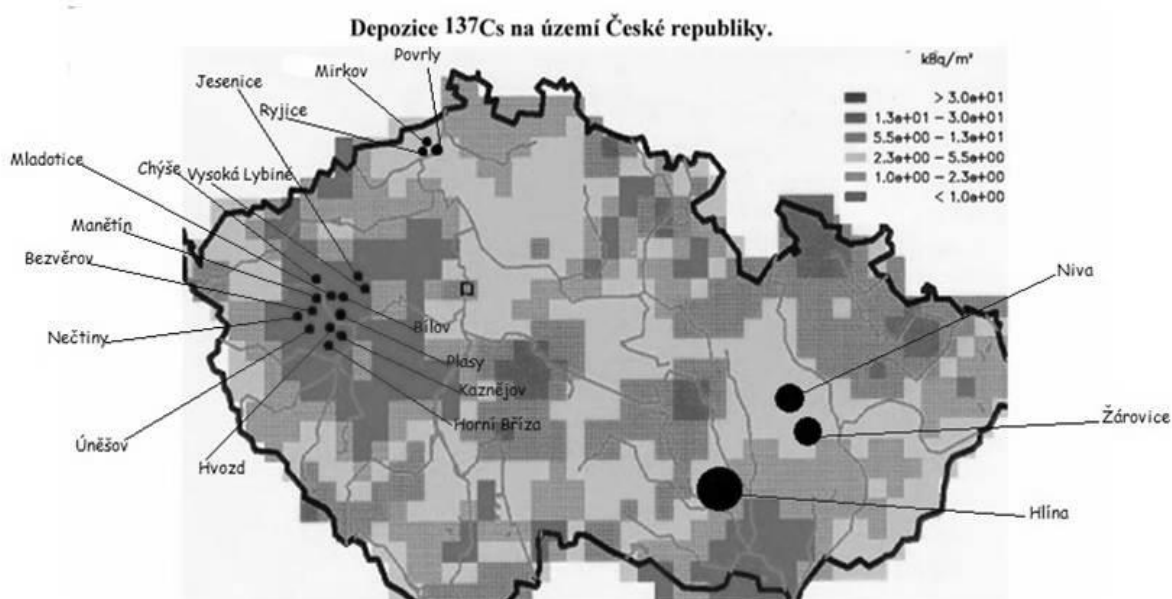 Depozice 137Cs na území České republiky.
kBq/m²
> 3.0e+01
1.3e+01 – 3.0e+01
5.5e+00 – 1.3e+01
2.3e+00 – 5.5e+00
1.0e+00 – 2.3e+00
< 1.0e+00
Povrly
Mirkov
Jesenice
Ryjice
Mladotice
Chýše
Vysoká Lybině
Manětín
Bezvěrov
Nečtiny
Bílov
Plasy
Kaznějov
Horní Bříza
Úněšov
Hvozd
Niva
Žárovice
Hlína